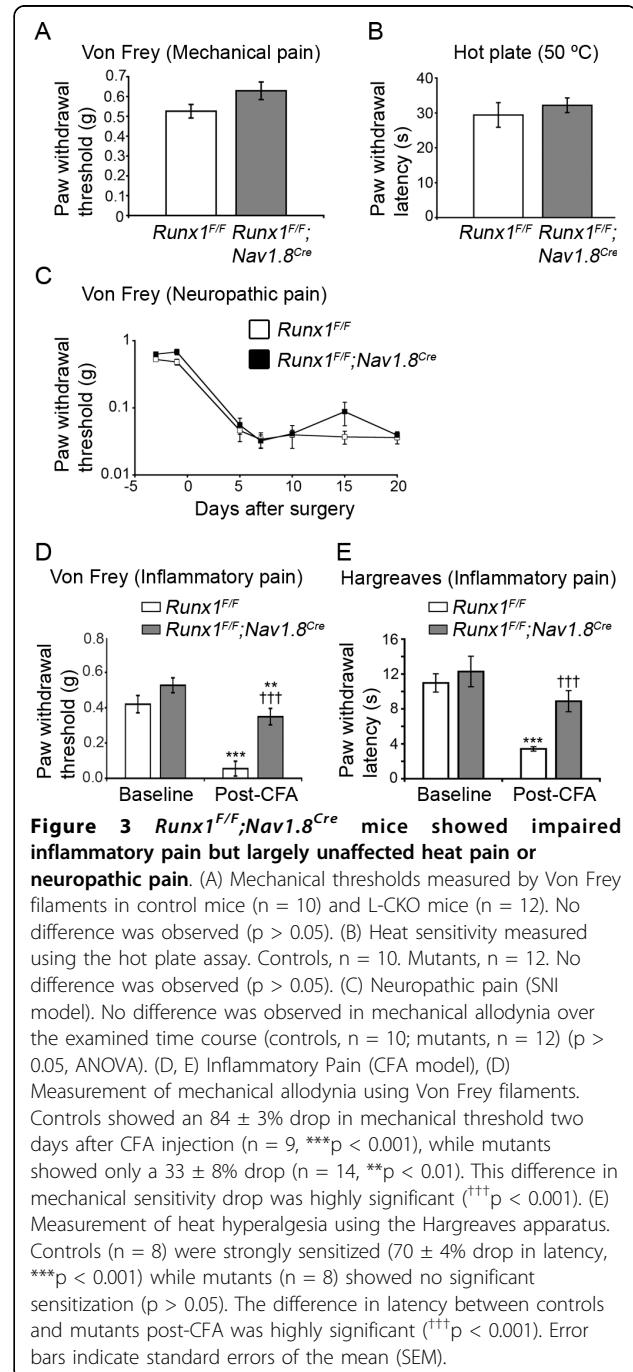 A
Von Frey (Mechanical pain)
Paw withdrawal
threshold (g)
0.7
0.6
0.5
0.4
0.3
0.2
0.1
0
Runx1F/F Runx1F/F;
Nav1.8Cre
B
Hot plate (50 ºC)
Paw withdrawal
latency (s)
40
30
20
10
0
Runx1F/F Runx1F/F;
Nav1.8Cre
C
Von Frey (Neuropathic pain)
Runx1F/F
Runx1F/F;Nav1.8Cre
Paw withdrawal
threshold (g)
1
0.1
0.01
-5 0 5 10 15 20
Days after surgery
D
Von Frey (Inflammatory pain)
Runx1F/F
Runx1F/F;Nav1.8Cre
Paw withdrawal
threshold (g)
0.8
0.6
0.4
0.2
0.0
***
**
†††
Baseline Post-CFA
E
Hargreaves (Inflammatory pain)
Runx1F/F
Runx1F/F;Nav1.8Cre
Paw withdrawal
latency (s)
16
12
8
4
0
***
†††
Baseline Post-CFA
Figure 3 Runx1F/F;Nav1.8Cre mice showed impaired
inflammatory pain but largely unaffected heat pain or
neuropathic pain. (A) Mechanical thresholds measured by Von Frey
filaments in control mice (n = 10) and L-CKO mice (n = 12). No
difference was observed (p > 0.05). (B) Heat sensitivity measured
using the hot plate assay. Controls, n = 10. Mutants, n = 12. No
difference was observed (p > 0.05). (C) Neuropathic pain (SNI
model). No difference was observed in mechanical allodynia over
the examined time course (controls, n = 10; mutants, n = 12) (p >
0.05, ANOVA). (D, E) Inflammatory Pain (CFA model), (D)
Measurement of mechanical allodynia using Von Frey filaments.
Controls showed an 84 ± 3% drop in mechanical threshold two
days after CFA injection (n = 9, ***p < 0.001), while mutants
showed only a 33 ± 8% drop (n = 14, **p < 0.01). This difference in
mechanical sensitivity drop was highly significant (†††p < 0.001). (E)
Measurement of heat hyperalgesia using the Hargreaves apparatus.
Controls (n = 8) were strongly sensitized (70 ± 4% drop in latency,
***p < 0.001) while mutants (n = 8) showed no significant
sensitization (p > 0.05). The difference in latency between controls
and mutants post-CFA was highly significant (†††p < 0.001). Error
bars indicate standard errors of the mean (SEM).